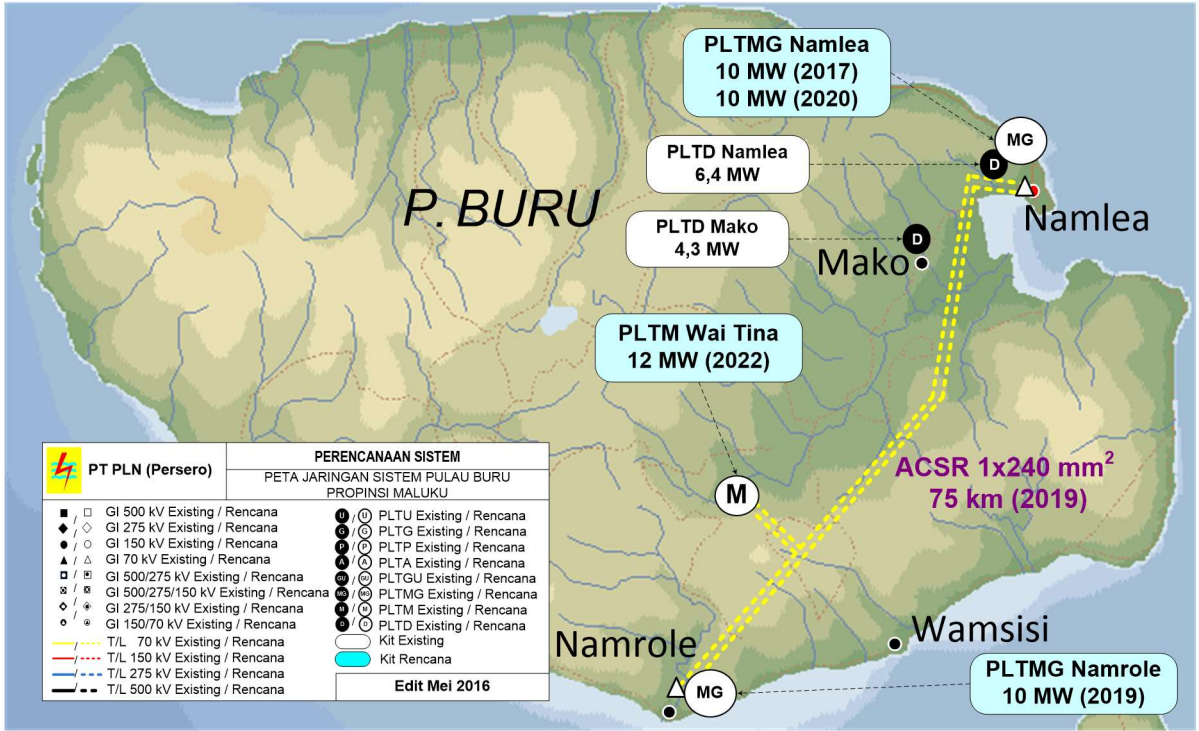 PLTMG Namlea
10 MW (2017)
10 MW (2020)
MG
PLTD Namlea
6,4 MW
D
P. BURU
Namlea
PLTD Mako
4,3 MW
D
Mako
PLTM Wai Tina
12 MW (2022)
ACSR 1x240 mm²
75 km (2019)
M
PT PLN (Persero)
PERENCANAAN SISTEM
PETA JARINGAN SISTEM PULAU BURU
PROPINSI MALUKU
/ GI 500 kV Existing / Rencana
/ GI 275 kV Existing / Rencana
/ GI 150 kV Existing / Rencana
/ GI 70 kV Existing / Rencana
/ GI 500/275 kV Existing / Rencana
/ GI 500/275/150 kV Existing / Rencana
/ GI 275/150 kV Existing / Rencana
/ GI 150/70 kV Existing / Rencana
/ T/L 70 kV Existing / Rencana
/ T/L 150 kV Existing / Rencana
/ T/L 275 kV Existing / Rencana
/ T/L 500 kV Existing / Rencana
U / U PLTU Existing / Rencana
G / G PLTG Existing / Rencana
P / P PLTP Existing / Rencana
A / A PLTA Existing / Rencana
GU / GU PLTGU Existing / Rencana
MG / MG PLTMG Existing / Rencana
M / M PLTM Existing / Rencana
D / D PLTD Existing / Rencana
Kit Existing
Kit Rencana
Edit Mei 2016
Namrole
Wamsisi
MG
PLTMG Namrole
10 MW (2019)